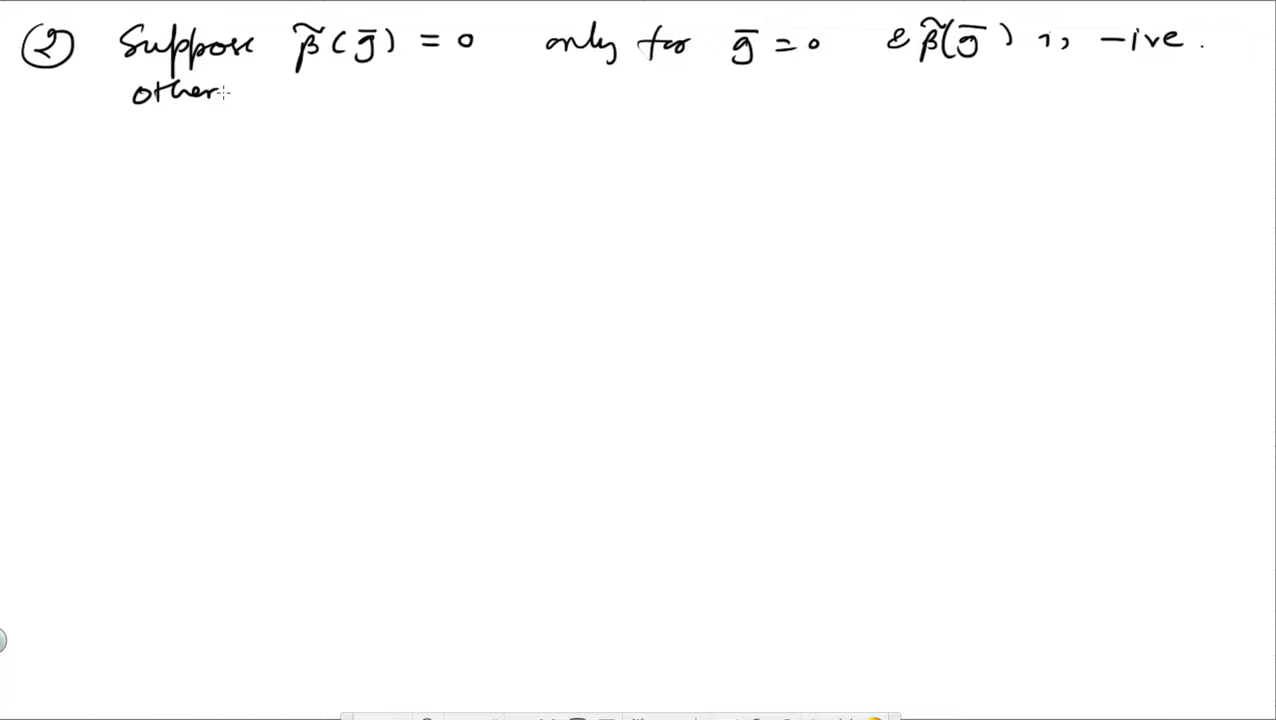 ② Suppose β̃(ḡ) = 0 only for ḡ = 0 & β̃(ḡ) is -ive.
other